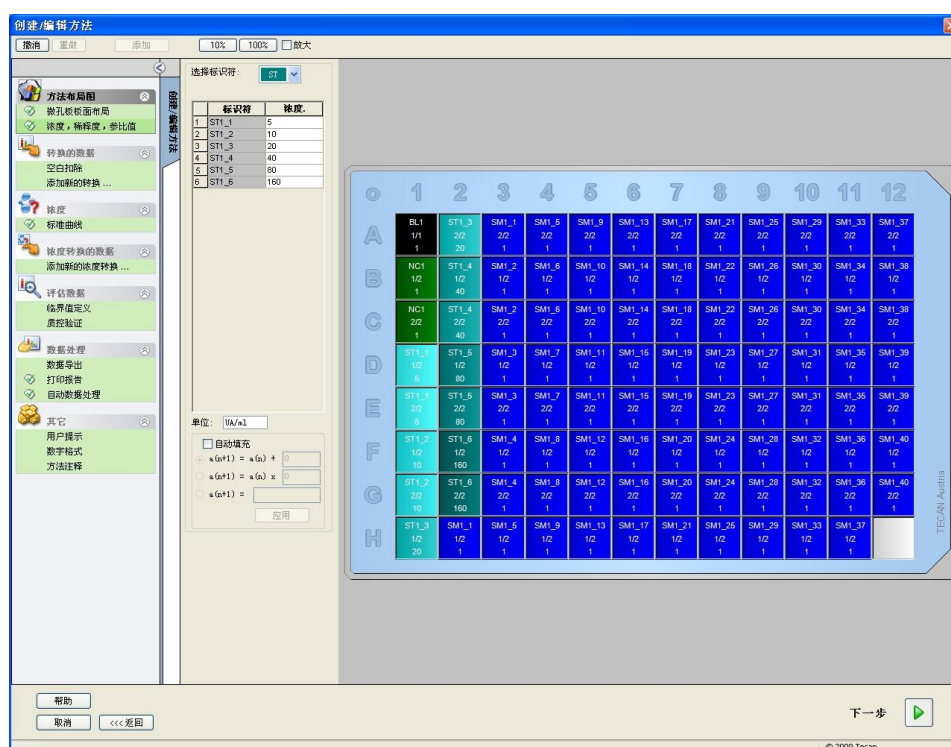 创建/编辑方法
撤消 重做 添加 10% 100% 放大
方法布局图
微孔板板面布局
浓度，稀释度，参比值
转换的数据
空白扣除
添加新的转换 ...
浓度
标准曲线
浓度转换的数据
添加新的浓度转换 ...
评估数据
临界值定义
质控验证
数据处理
数据导出
打印报告
自动数据处理
其它
用户提示
数字格式
方法注释
创建/编辑方法
选择标识符: ST
标识符 浓度.
1 ST1_1 5
2 ST1_2 10
3 ST1_3 20
4 ST1_4 40
5 ST1_5 80
6 ST1_6 160
单位: UA/ml
自动填充
a(n+1) = a(n) + 0
a(n+1) = a(n) x 0
a(n+1) =
应用
1 2 3 4 5 6 7 8 9 10 11 12
A
BL1 ST1_3 SM1_1 SM1_5 SM1_9 SM1_13 SM1_17 SM1_21 SM1_25 SM1_29 SM1_33 SM1_37
1/1 2/2 2/2 2/2 2/2 2/2 2/2 2/2 2/2 2/2 2/2 2/2
1 20 1 1 1 1 1 1 1 1 1 1
B
NC1 ST1_4 SM1_2 SM1_6 SM1_10 SM1_14 SM1_18 SM1_22 SM1_26 SM1_30 SM1_34 SM1_38
1/2 1/2 1/2 1/2 1/2 1/2 1/2 1/2 1/2 1/2 1/2 1/2
1 40 1 1 1 1 1 1 1 1 1 1
C
NC1 ST1_4 SM1_2 SM1_6 SM1_10 SM1_14 SM1_18 SM1_22 SM1_26 SM1_30 SM1_34 SM1_38
2/2 2/2 2/2 2/2 2/2 2/2 2/2 2/2 2/2 2/2 2/2 2/2
1 40 1 1 1 1 1 1 1 1 1 1
D
ST1_1 ST1_5 SM1_3 SM1_7 SM1_11 SM1_15 SM1_19 SM1_23 SM1_27 SM1_31 SM1_35 SM1_39
1/2 1/2 1/2 1/2 1/2 1/2 1/2 1/2 1/2 1/2 1/2 1/2
5 80 1 1 1 1 1 1 1 1 1 1
E
ST1_1 ST1_5 SM1_3 SM1_7 SM1_11 SM1_15 SM1_19 SM1_23 SM1_27 SM1_31 SM1_35 SM1_39
2/2 2/2 2/2 2/2 2/2 2/2 2/2 2/2 2/2 2/2 2/2 2/2
5 80 1 1 1 1 1 1 1 1 1 1
F
ST1_2 ST1_6 SM1_4 SM1_8 SM1_12 SM1_16 SM1_20 SM1_24 SM1_28 SM1_32 SM1_36 SM1_40
1/2 1/2 1/2 1/2 1/2 1/2 1/2 1/2 1/2 1/2 1/2 1/2
10 160 1 1 1 1 1 1 1 1 1 1
G
ST1_2 ST1_6 SM1_4 SM1_8 SM1_12 SM1_16 SM1_20 SM1_24 SM1_28 SM1_32 SM1_36 SM1_40
2/2 2/2 2/2 2/2 2/2 2/2 2/2 2/2 2/2 2/2 2/2 2/2
10 160 1 1 1 1 1 1 1 1 1 1
H
ST1_3 SM1_1 SM1_5 SM1_9 SM1_13 SM1_17 SM1_21 SM1_25 SM1_29 SM1_33 SM1_37
1/2 1/2 1/2 1/2 1/2 1/2 1/2 1/2 1/2 1/2 1/2
20 1 1 1 1 1 1 1 1 1 1
TECAN Austria
帮助
取消 <<< 返回
下一步
© 2009 Tecan